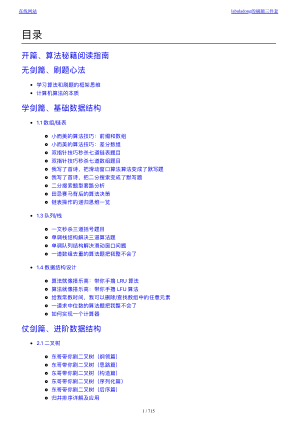 在线网站
labuladong的刷题三件套
目录
开篇、算法秘籍阅读指南
无剑篇、刷题心法
学习算法和刷题的框架思维
计算机算法的本质
学剑篇、基础数据结构
1.1 数组/链表
小而美的算法技巧：前缀和数组
小而美的算法技巧：差分数组
双指针技巧秒杀七道链表题目
双指针技巧秒杀七道数组题目
我写了首诗，把滑动窗口算法算法变成了默写题
我写了首诗，把二分搜索变成了默写题
二分搜索题型套路分析
田忌赛马背后的算法决策
链表操作的递归思维一览
1.3 队列/栈
一文秒杀三道括号题目
单调栈结构解决三道算法题
单调队列结构解决滑动窗口问题
一道数组去重的算法题把我整不会了
1.4 数据结构设计
算法就像搭乐高：带你手撸 LRU 算法
算法就像搭乐高：带你手撸 LFU 算法
给我常数时间，我可以删除/查找数组中的任意元素
一道求中位数的算法题把我整不会了
如何实现一个计算器
仗剑篇、进阶数据结构
2.1 二叉树
东哥带你刷二叉树（纲领篇）
东哥带你刷二叉树（思路篇）
东哥带你刷二叉树（构造篇）
东哥带你刷二叉树（序列化篇）
东哥带你刷二叉树（后序篇）
归并排序详解及应用
1 / 715